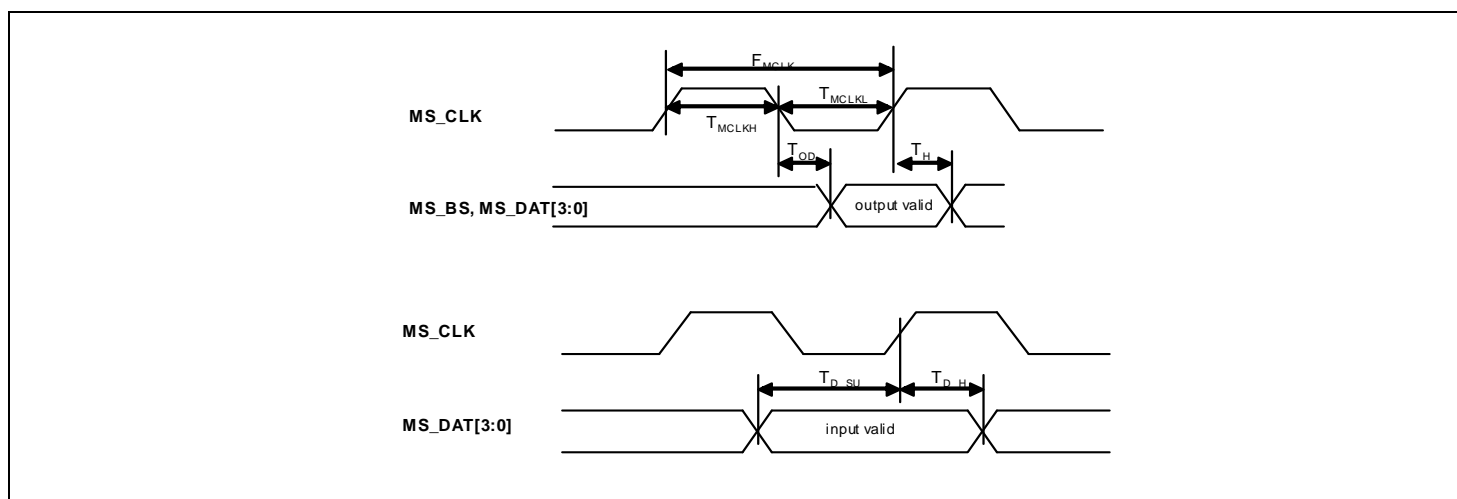 F_MCLK
MS_CLK
T_MCLKL
T_MCLKH
T_OD
T_H
MS_BS, MS_DAT[3:0]
output valid
MS_CLK
T_D_SU
T_D_H
MS_DAT[3:0]
input valid